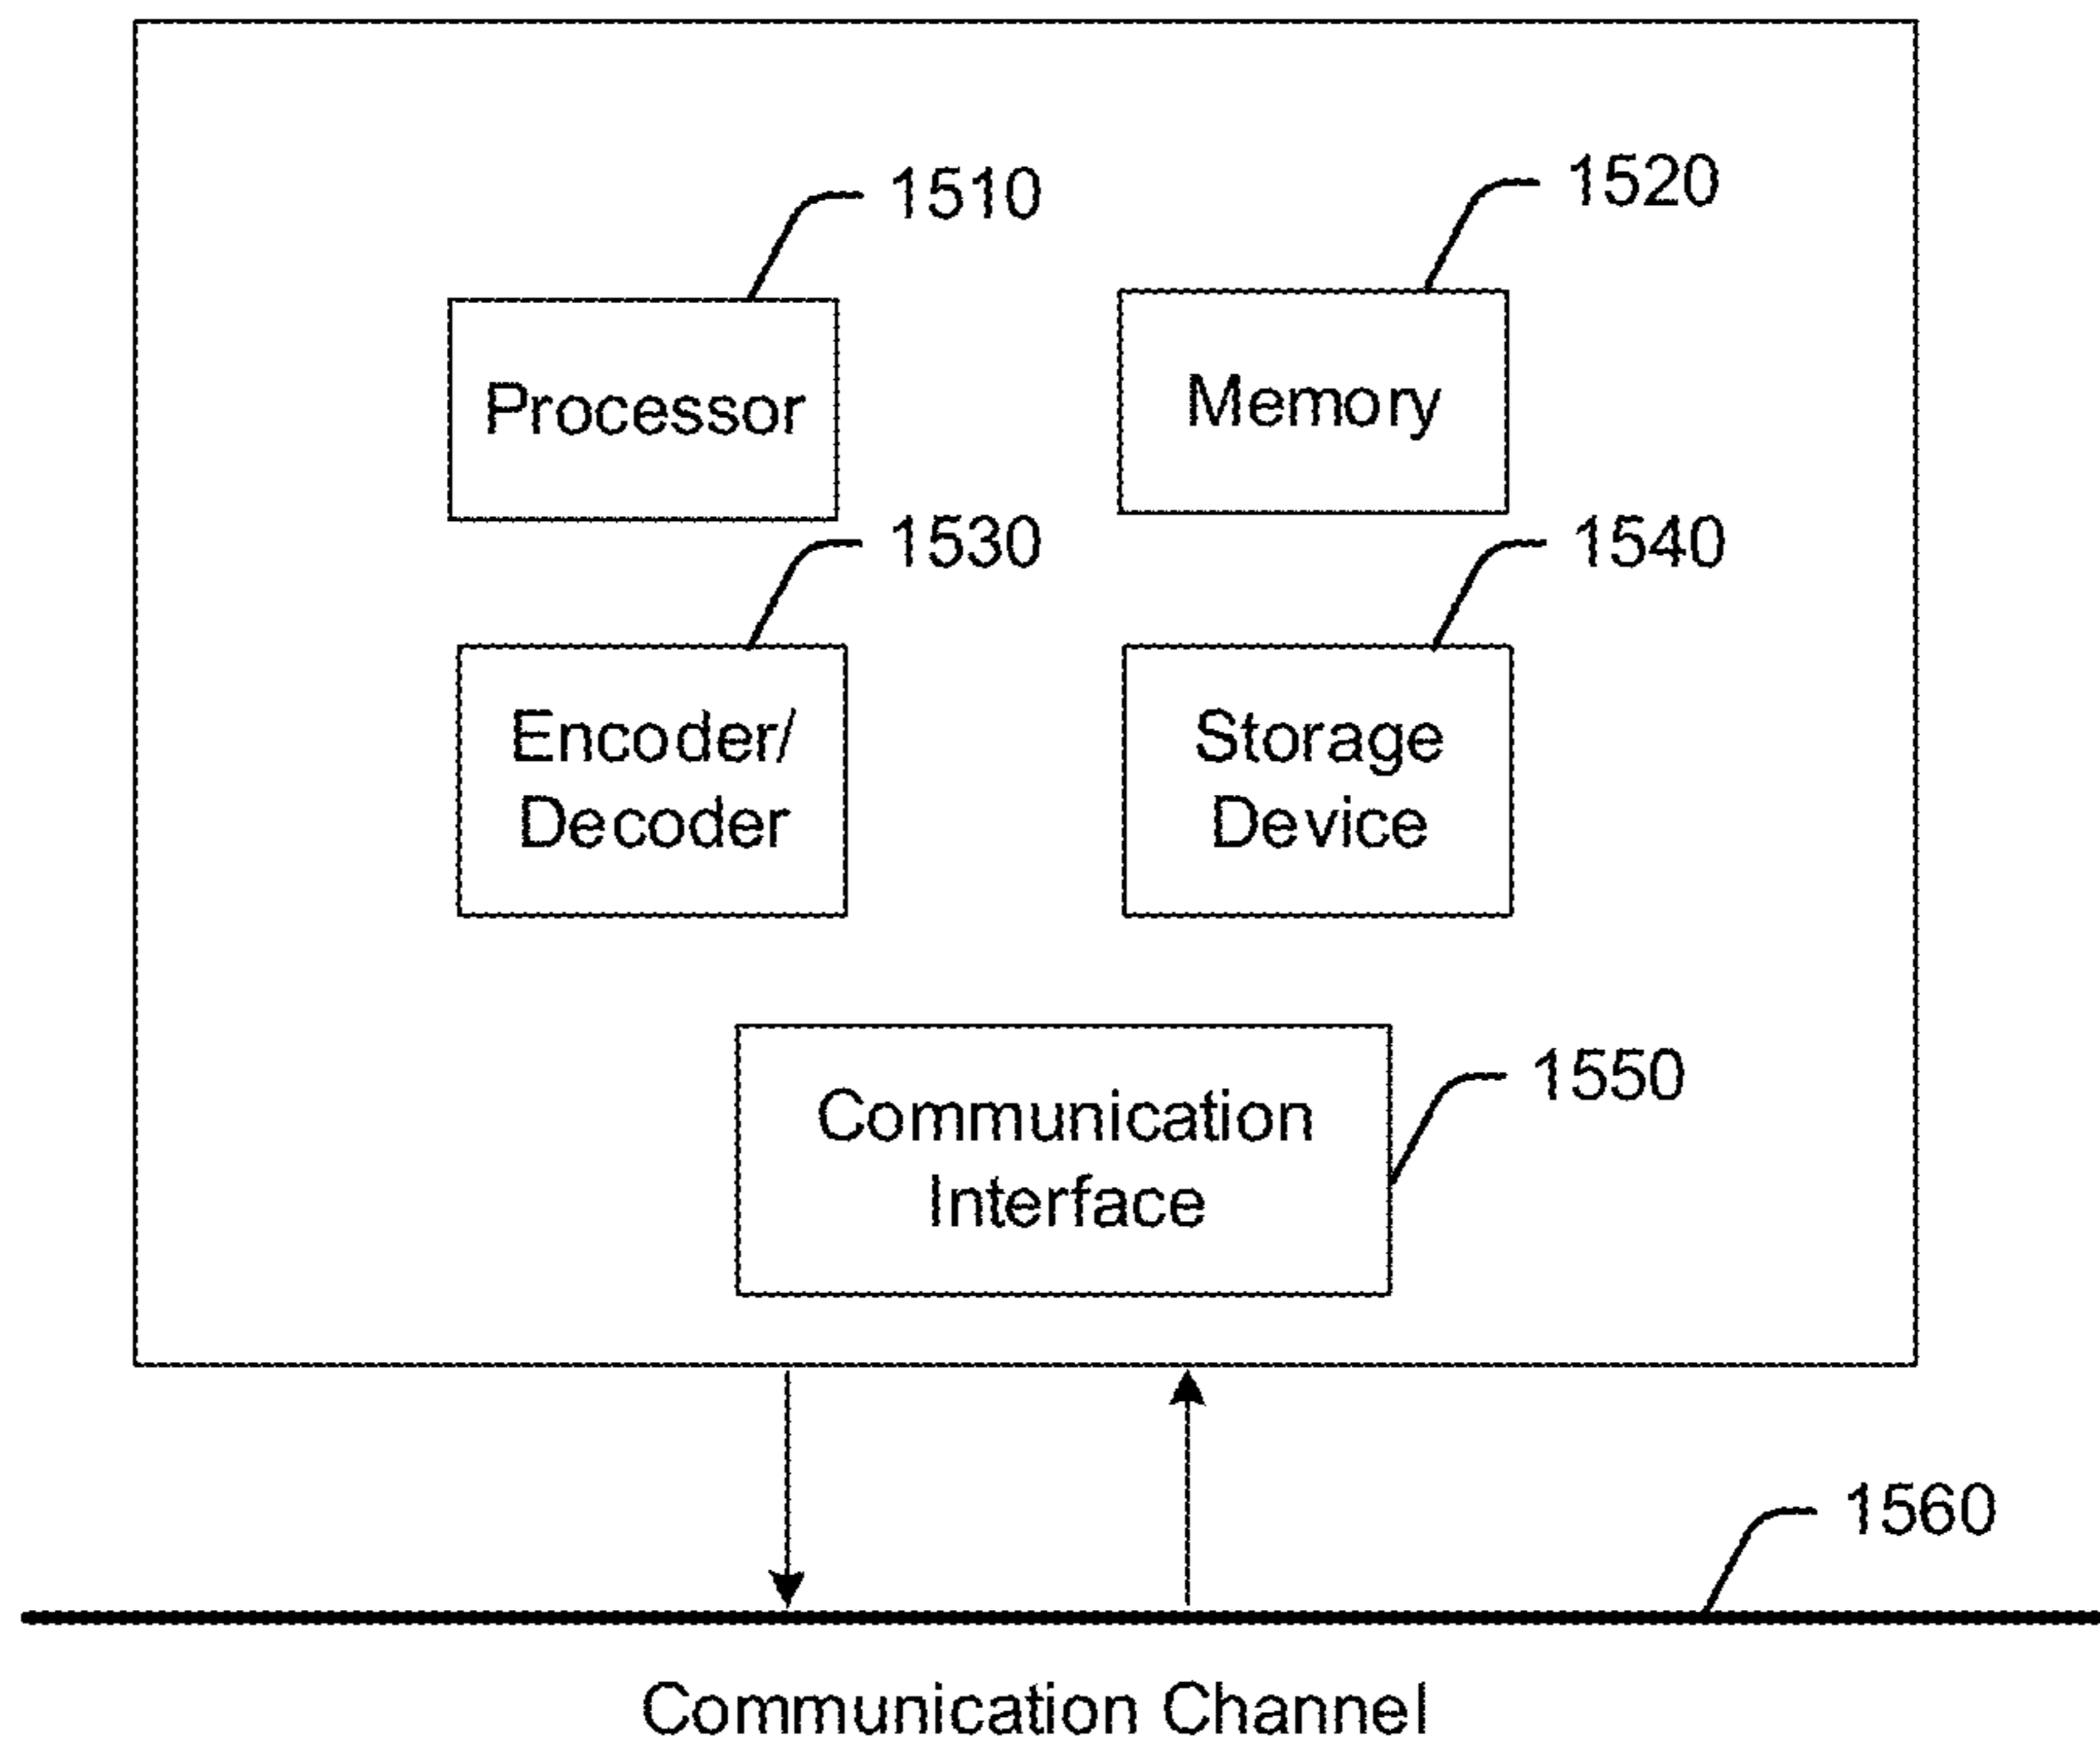 1510
1520
Processor
Memory
1530
1540
Encoder/
Decoder
Storage
Device
1550
Communication
Interface
1560
Communication Channel